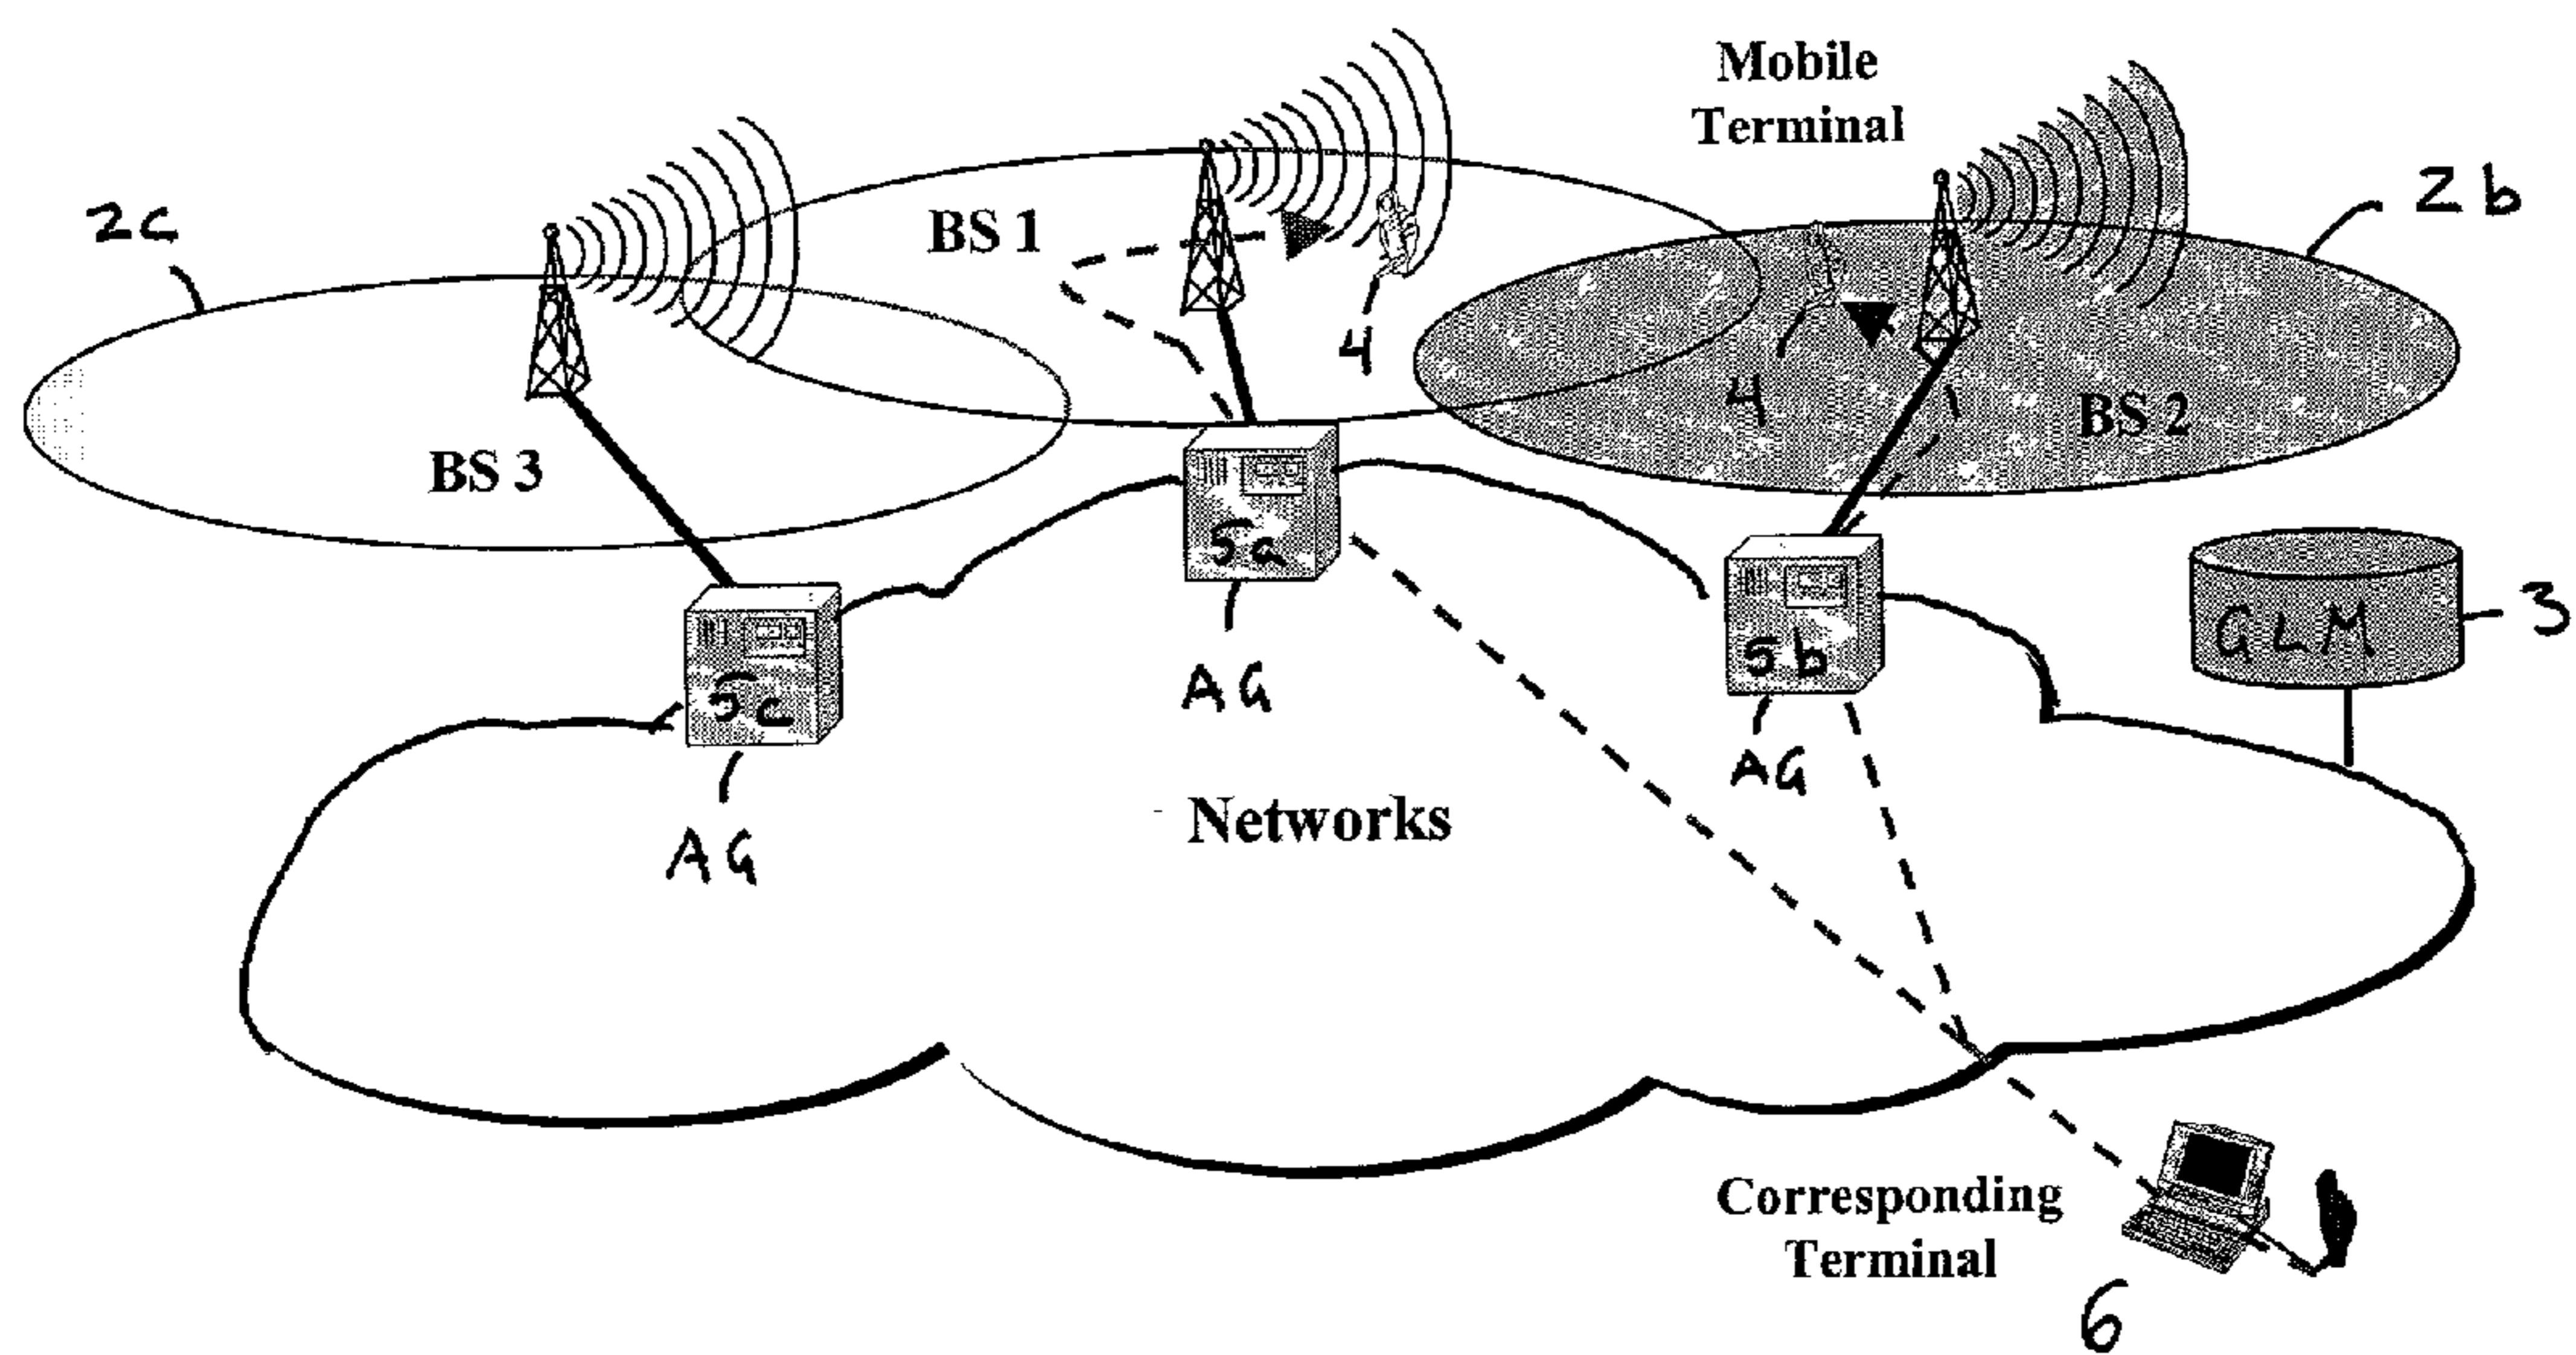 Mobile
Terminal
2c
BS 1
2b
4
4
BS 2
BS 3
5a
5b
GLM
3
5c
AG
AG
AG
Networks
Corresponding
Terminal
6